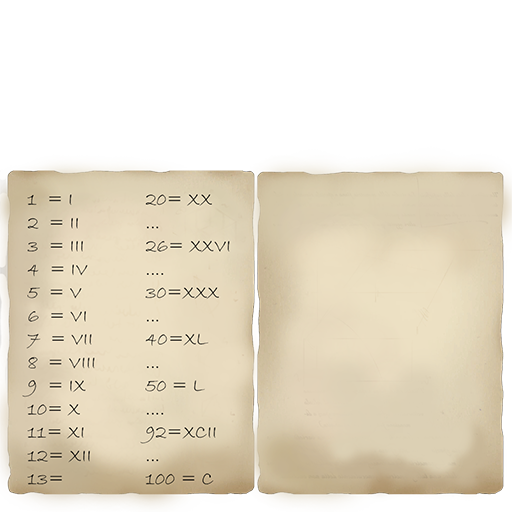 1 = I
2 = II
3 = III
4 = IV
5 = V
6 = VI
7 = VII
8 = VIII
9 = IX
10= X
11= XI
12= XII
13=
20= XX
...
26= XXVI
....
30=XXX
...
40=XL
...
50 = L
....
92=XCII
...
100 = C